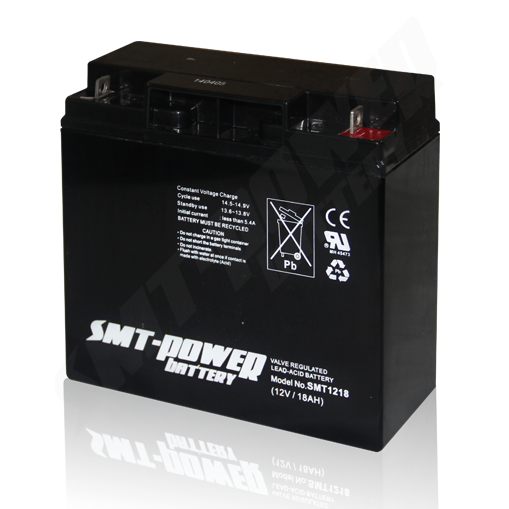 140405
Constant Voltage Charge
Cycle use 14.5-14.9V
Standby use 13.6-13.8V
Initial current less than 5.4A
BATTERY MUST BE RECYCLED
• Do not charge in a gas tight container
• Do not short the battery terminals
• Do not incinerate
• Flush with water at once if contact is
made with electrolyte (Acid)
Pb
CE
MH 45473
SMT-POWER
BATTERY
VALVE REGULATED
LEAD-ACID BATTERY
Model No.SMT1218
(12V / 18AH)